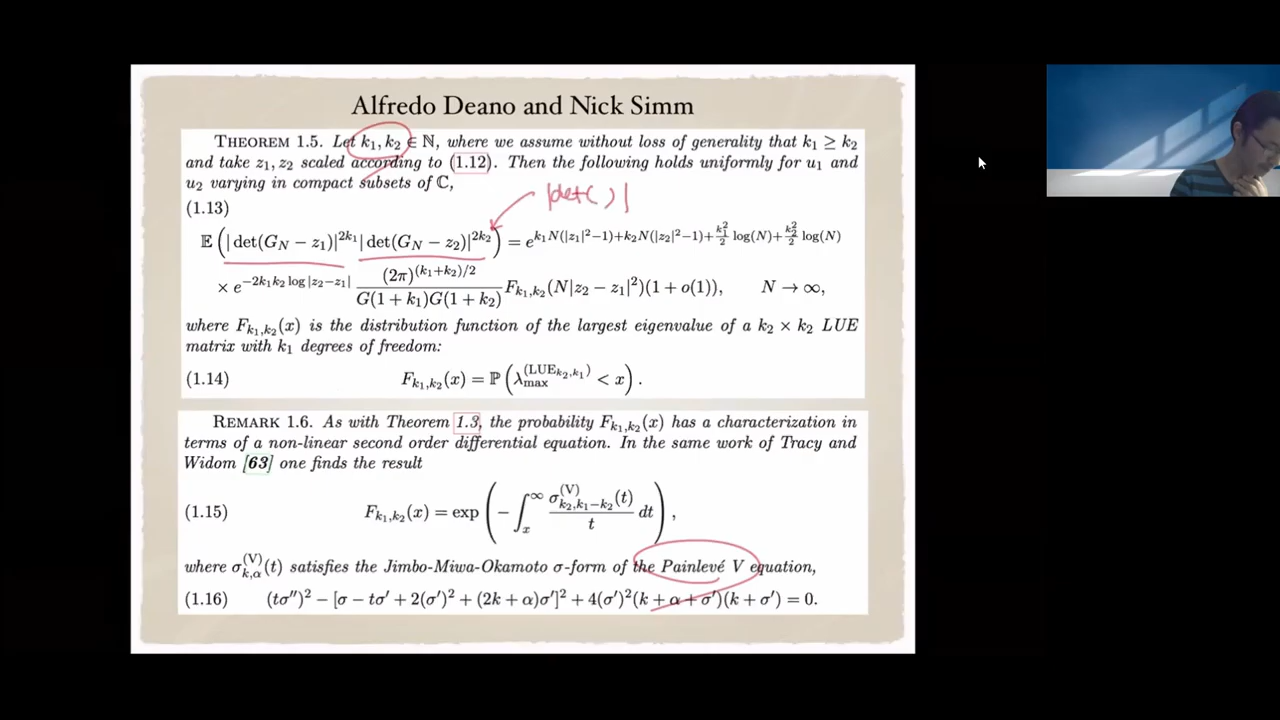 Alfredo Deano and Nick Simm
THEOREM 1.5. Let k₁, k₂ ∈ ℕ, where we assume without loss of generality that k₁ ≥ k₂
and take z₁, z₂ scaled according to (1.12). Then the following holds uniformly for u₁ and
u₂ varying in compact subsets of ℂ,
|det( )|
(1.13)
𝔼 (|det(G_N − z₁)|^{2k₁}|det(G_N − z₂)|^{2k₂}) = e^{k₁N(|z₁|²−1)+k₂N(|z₂|²−1)+\frac{k₁²}{2} log(N)+\frac{k₂²}{2} log(N)}
× e^{−2k₁k₂ log |z₂−z₁|} \frac{(2π)^{(k₁+k₂)/2}}{G(1 + k₁)G(1 + k₂)} F_{k₁,k₂}(N|z₂ − z₁|²)(1 + o(1)), N → ∞,
where F_{k₁,k₂}(x) is the distribution function of the largest eigenvalue of a k₂ × k₂ LUE
matrix with k₁ degrees of freedom:
(1.14) F_{k₁,k₂}(x) = ℙ (λ_{max}^{(LUE_{k₂,k₁})} < x) .
REMARK 1.6. As with Theorem 1.3, the probability F_{k₁,k₂}(x) has a characterization in
terms of a non-linear second order differential equation. In the same work of Tracy and
Widom [63] one finds the result
(1.15) F_{k₁,k₂}(x) = exp (− ∫_x^∞ \frac{σ^{(V)}_{k₂,k₁−k₂}(t)}{t} dt) ,
where σ^{(V)}_{k,α}(t) satisfies the Jimbo-Miwa-Okamoto σ-form of the Painlevé V equation,
(1.16) (tσ″)² − [σ − tσ′ + 2(σ′)² + (2k + α)σ′]² + 4(σ′)²(k + α + σ′)(k + σ′) = 0.